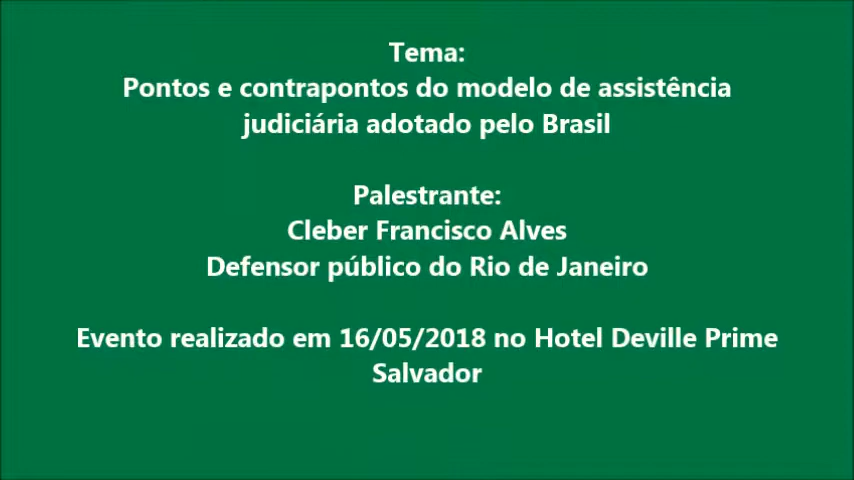 Tema:
Pontos e contrapontos do modelo de assistência
judiciária adotado pelo Brasil
Palestrante:
Cleber Francisco Alves
Defensor público do Rio de Janeiro
Evento realizado em 16/05/2018 no Hotel Deville Prime
Salvador